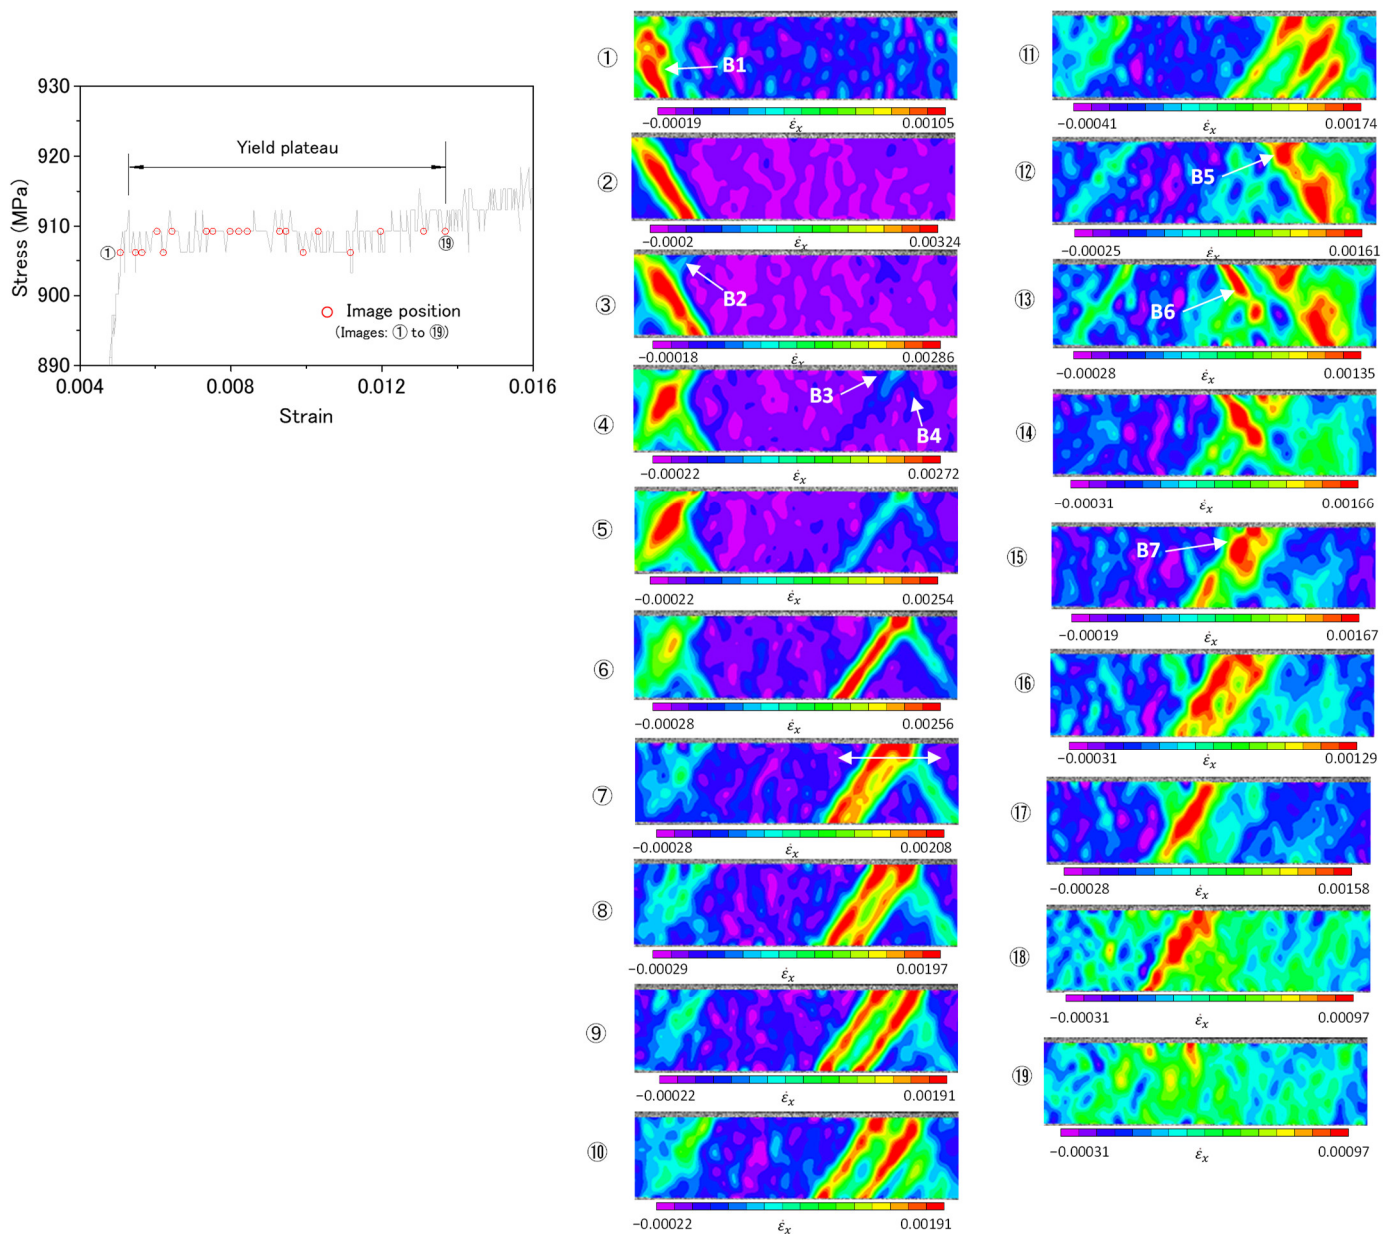 930
920
910
900
890
Stress (MPa)
Yield plateau
①
⑲
Image position
(Images: ① to ⑲)
0.004
0.008
0.012
0.016
Strain
①
B1
−0.00019
ε̇x
0.00105
②
−0.0002
ε̇x
0.00324
③
B2
−0.00018
ε̇x
0.00286
④
B3
B4
−0.00022
ε̇x
0.00272
⑤
−0.00022
ε̇x
0.00254
⑥
−0.00028
ε̇x
0.00256
⑦
−0.00028
ε̇x
0.00208
⑧
−0.00029
ε̇x
0.00197
⑨
−0.00022
ε̇x
0.00191
⑩
−0.00022
ε̇x
0.00191
⑪
−0.00041
ε̇x
0.00174
⑫
B5
−0.00025
ε̇x
0.00161
⑬
B6
−0.00028
ε̇x
0.00135
⑭
−0.00031
ε̇x
0.00166
⑮
B7
−0.00019
ε̇x
0.00167
⑯
−0.00031
ε̇x
0.00129
⑰
−0.00028
ε̇x
0.00158
⑱
−0.00031
ε̇x
0.00097
⑲
−0.00031
ε̇x
0.00097